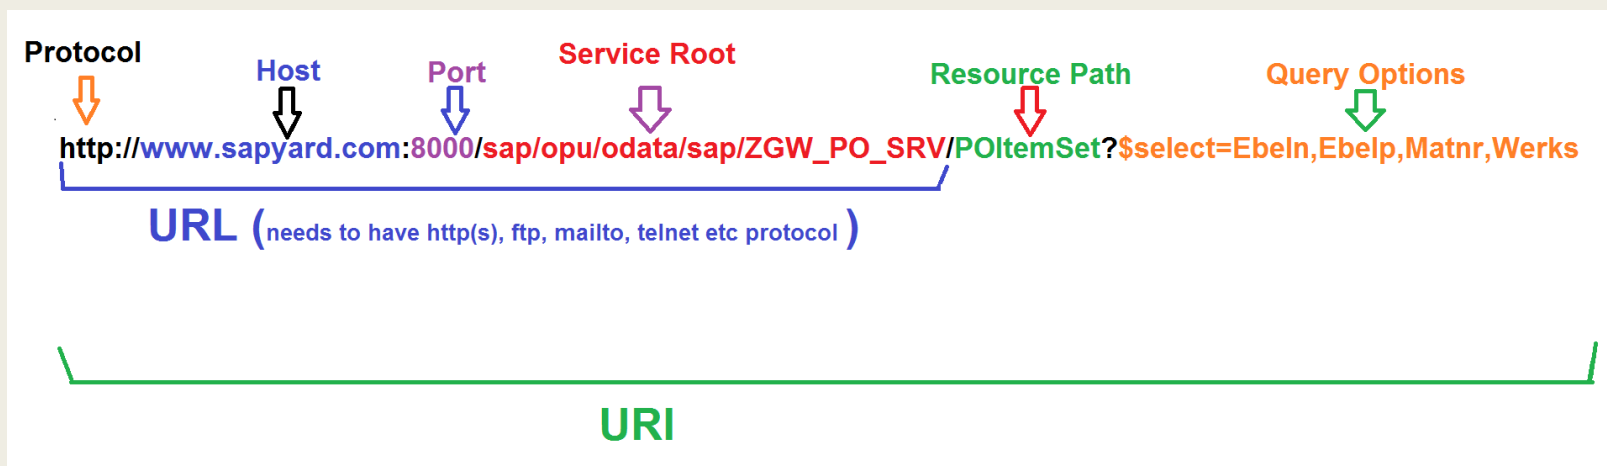 Protocol
Host
Port
Service Root
Resource Path
Query Options
http://www.sapyard.com:8000/sap/opu/odata/sap/ZGW_PO_SRV/POItemSet?$select=Ebeln,Ebelp,Matnr,Werks
URL (needs to have http(s), ftp, mailto, telnet etc protocol )
URI